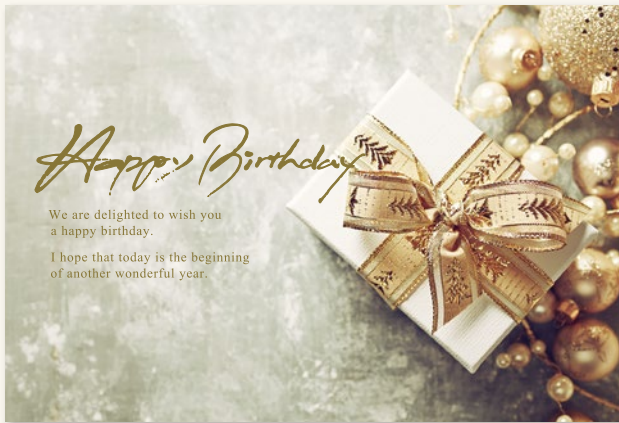 Happy Birthday
We are delighted to wish you
a happy birthday.
I hope that today is the beginning
of another wonderful year.